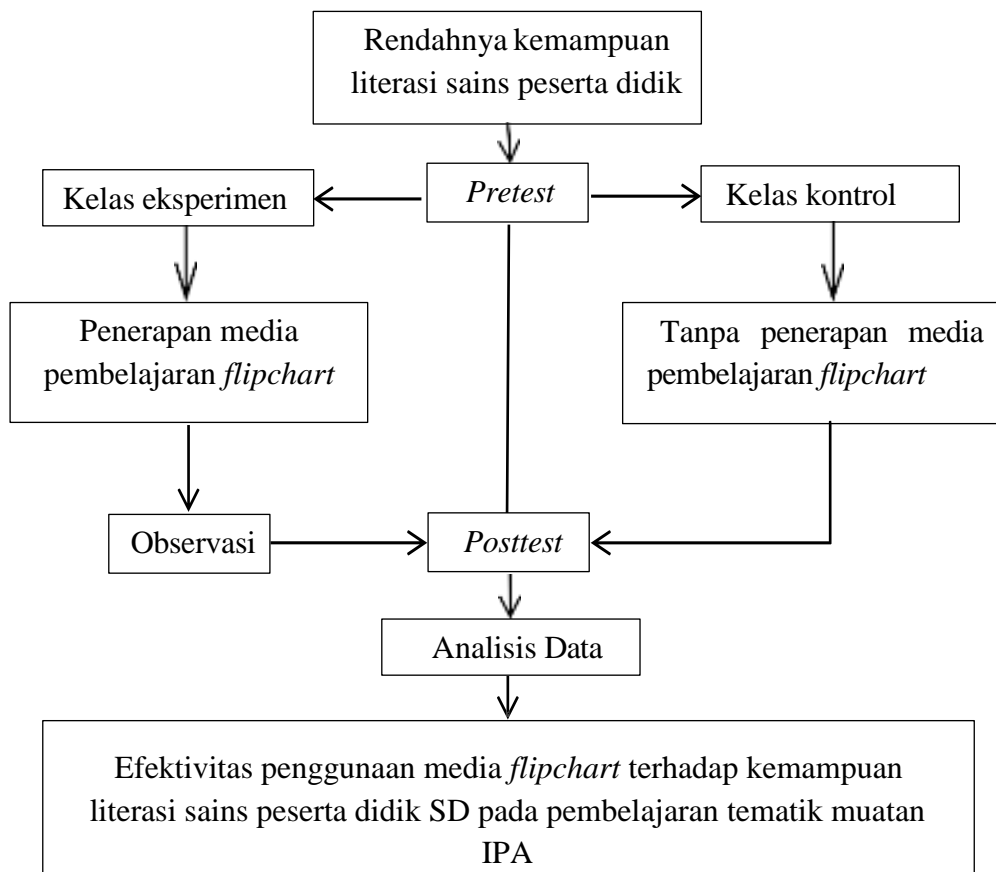 Rendahnya kemampuan
literasi sains peserta didik
Kelas eksperimen
Pretest
Kelas kontrol
Penerapan media
pembelajaran flipchart
Tanpa penerapan media
pembelajaran flipchart
Observasi
Posttest
Analisis Data
Efektivitas penggunaan media flipchart terhadap kemampuan
literasi sains peserta didik SD pada pembelajaran tematik muatan
IPA